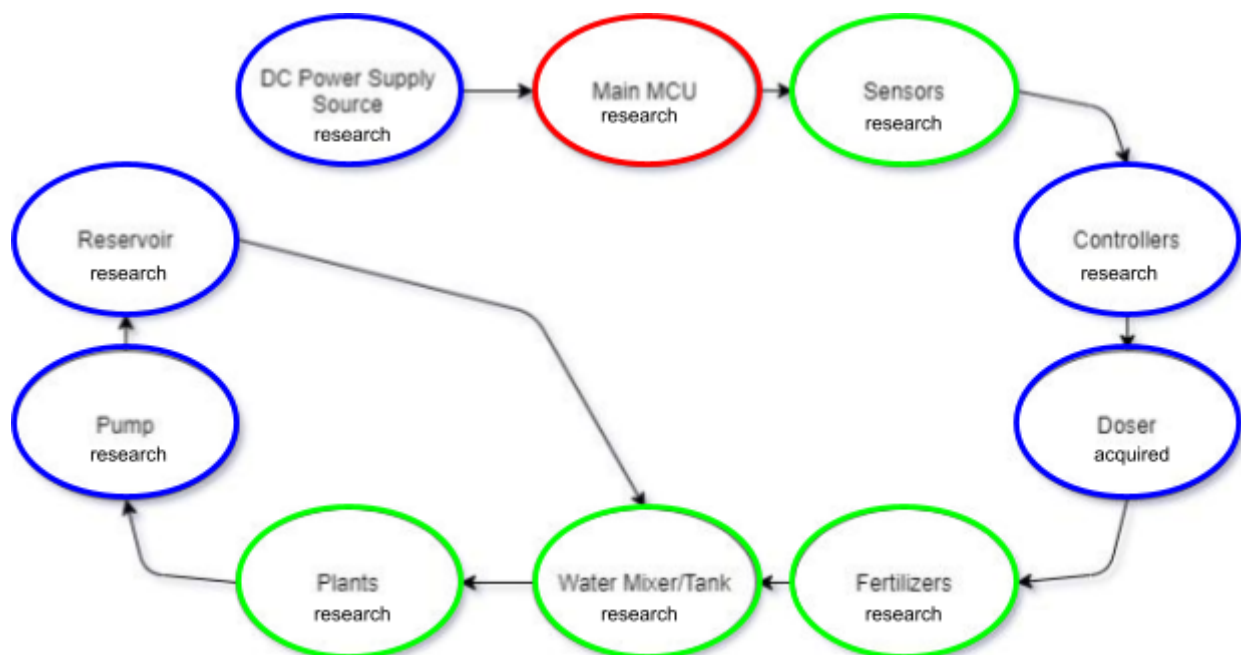 DC Power Supply
Source
research
Main MCU
research
Sensors
research
Reservoir
research
Controllers
research
Pump
research
Doser
acquired
Plants
research
Water Mixer/Tank
research
Fertilizers
research